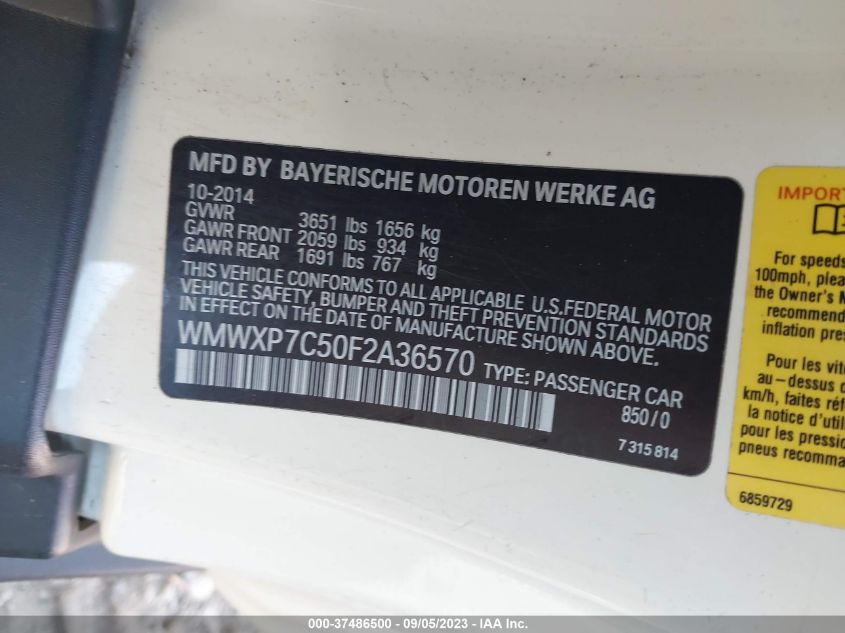 MFD BY BAYERISCHE MOTOREN WERKE AG
10-2014
GVWR 3651 lbs 1656 kg
GAWR FRONT 2059 lbs 934 kg
GAWR REAR 1691 lbs 767 kg
THIS VEHICLE CONFORMS TO ALL APPLICABLE U.S.FEDERAL MOTOR
VEHICLE SAFETY, BUMPER AND THEFT PREVENTION STANDARDS
IN EFFECT ON THE DATE OF MANUFACTURE SHOWN ABOVE.
WMWXP7C50F2A36570 TYPE: PASSENGER CAR
850/0
7 315 814
IMPORT
For speeds
100mph, plea
the Owner's M
recommend
inflation pres
Pour les vit
au-dessus d
km/h, faites réf
la notice d'util
pour les pressio
pneus recomma
6859729
000-37486500 - 09/05/2023 - IAA Inc.